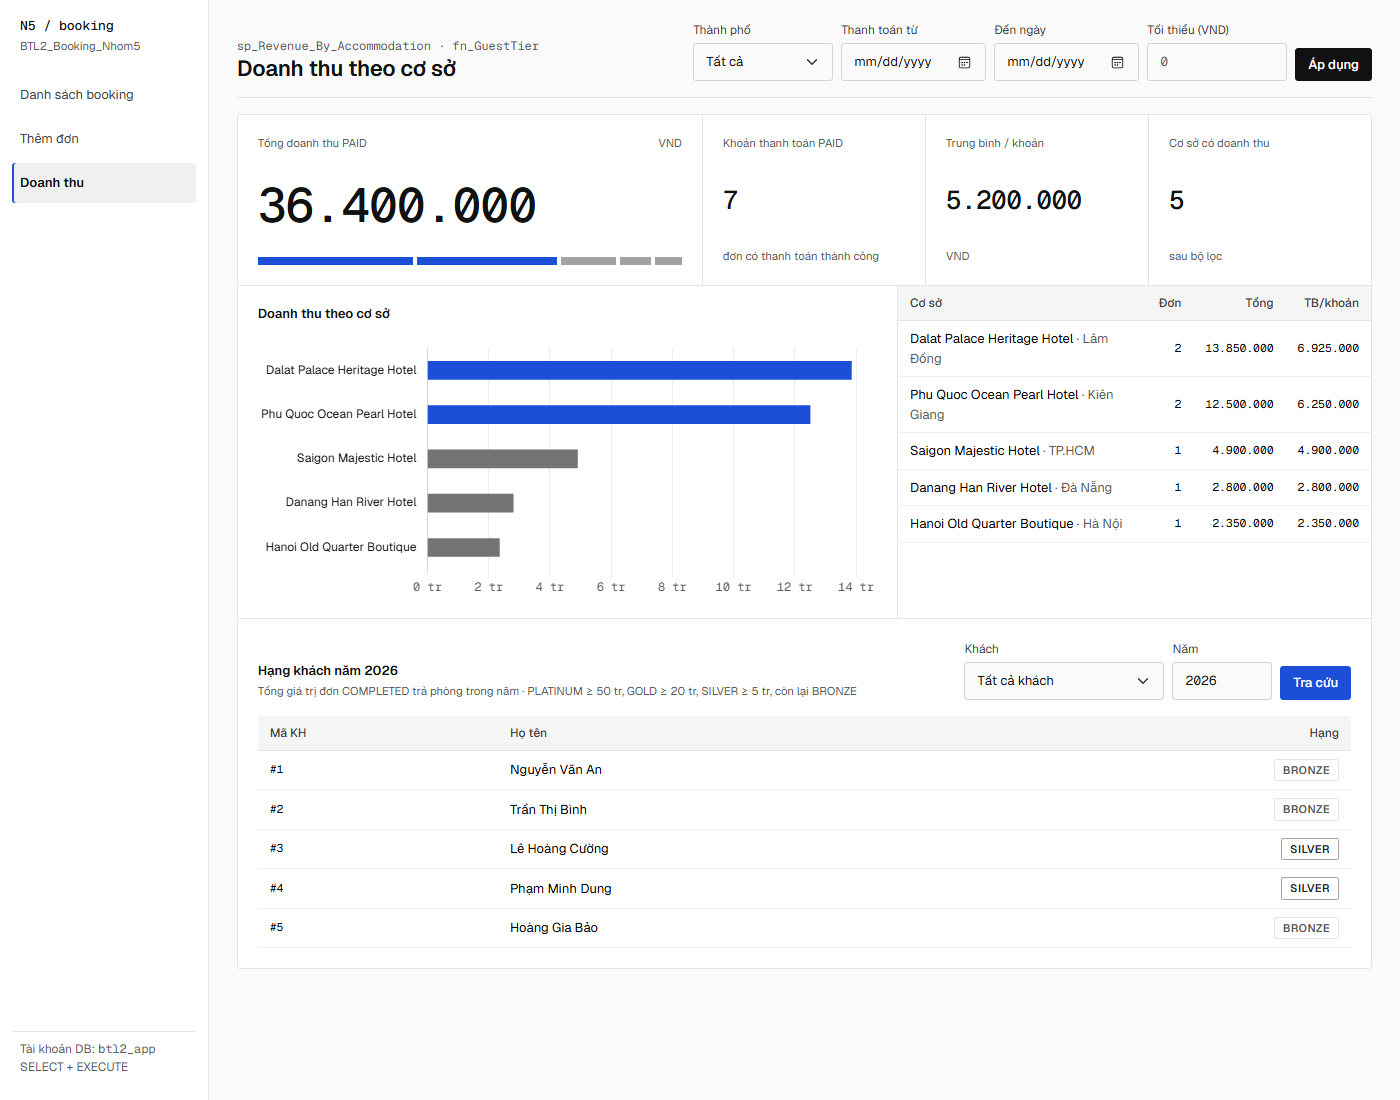 N5 / booking
BTL2_Booking_Nhom5
Danh sách booking
Thêm đơn
Doanh thu
Tài khoản DB: btl2_app
SELECT + EXECUTE
sp_Revenue_By_Accommodation · fn_GuestTier
Doanh thu theo cơ sở
Thành phố
Tất cả
Thanh toán từ
mm/dd/yyyy
Đến ngày
mm/dd/yyyy
Tối thiểu (VND)
0
Áp dụng
Tổng doanh thu PAID VND
36.400.000
Khoản thanh toán PAID
7
đơn có thanh toán thành công
Trung bình / khoản
5.200.000
VND
Cơ sở có doanh thu
5
sau bộ lọc
Doanh thu theo cơ sở
Dalat Palace Heritage Hotel
Phu Quoc Ocean Pearl Hotel
Saigon Majestic Hotel
Danang Han River Hotel
Hanoi Old Quarter Boutique
0 tr 2 tr 4 tr 6 tr 8 tr 10 tr 12 tr 14 tr
Cơ sở Đơn Tổng TB/khoản
Dalat Palace Heritage Hotel · Lâm
Đồng 2 13.850.000 6.925.000
Phu Quoc Ocean Pearl Hotel · Kiên
Giang 2 12.500.000 6.250.000
Saigon Majestic Hotel · TP.HCM 1 4.900.000 4.900.000
Danang Han River Hotel · Đà Nẵng 1 2.800.000 2.800.000
Hanoi Old Quarter Boutique · Hà Nội 1 2.350.000 2.350.000
Hạng khách năm 2026
Tổng giá trị đơn COMPLETED trả phòng trong năm · PLATINUM ≥ 50 tr, GOLD ≥ 20 tr, SILVER ≥ 5 tr, còn lại BRONZE
Khách
Tất cả khách
Năm
2026
Tra cứu
Mã KH Họ tên Hạng
#1 Nguyễn Văn An BRONZE
#2 Trần Thị Bình BRONZE
#3 Lê Hoàng Cường SILVER
#4 Phạm Minh Dung SILVER
#5 Hoàng Gia Bảo BRONZE